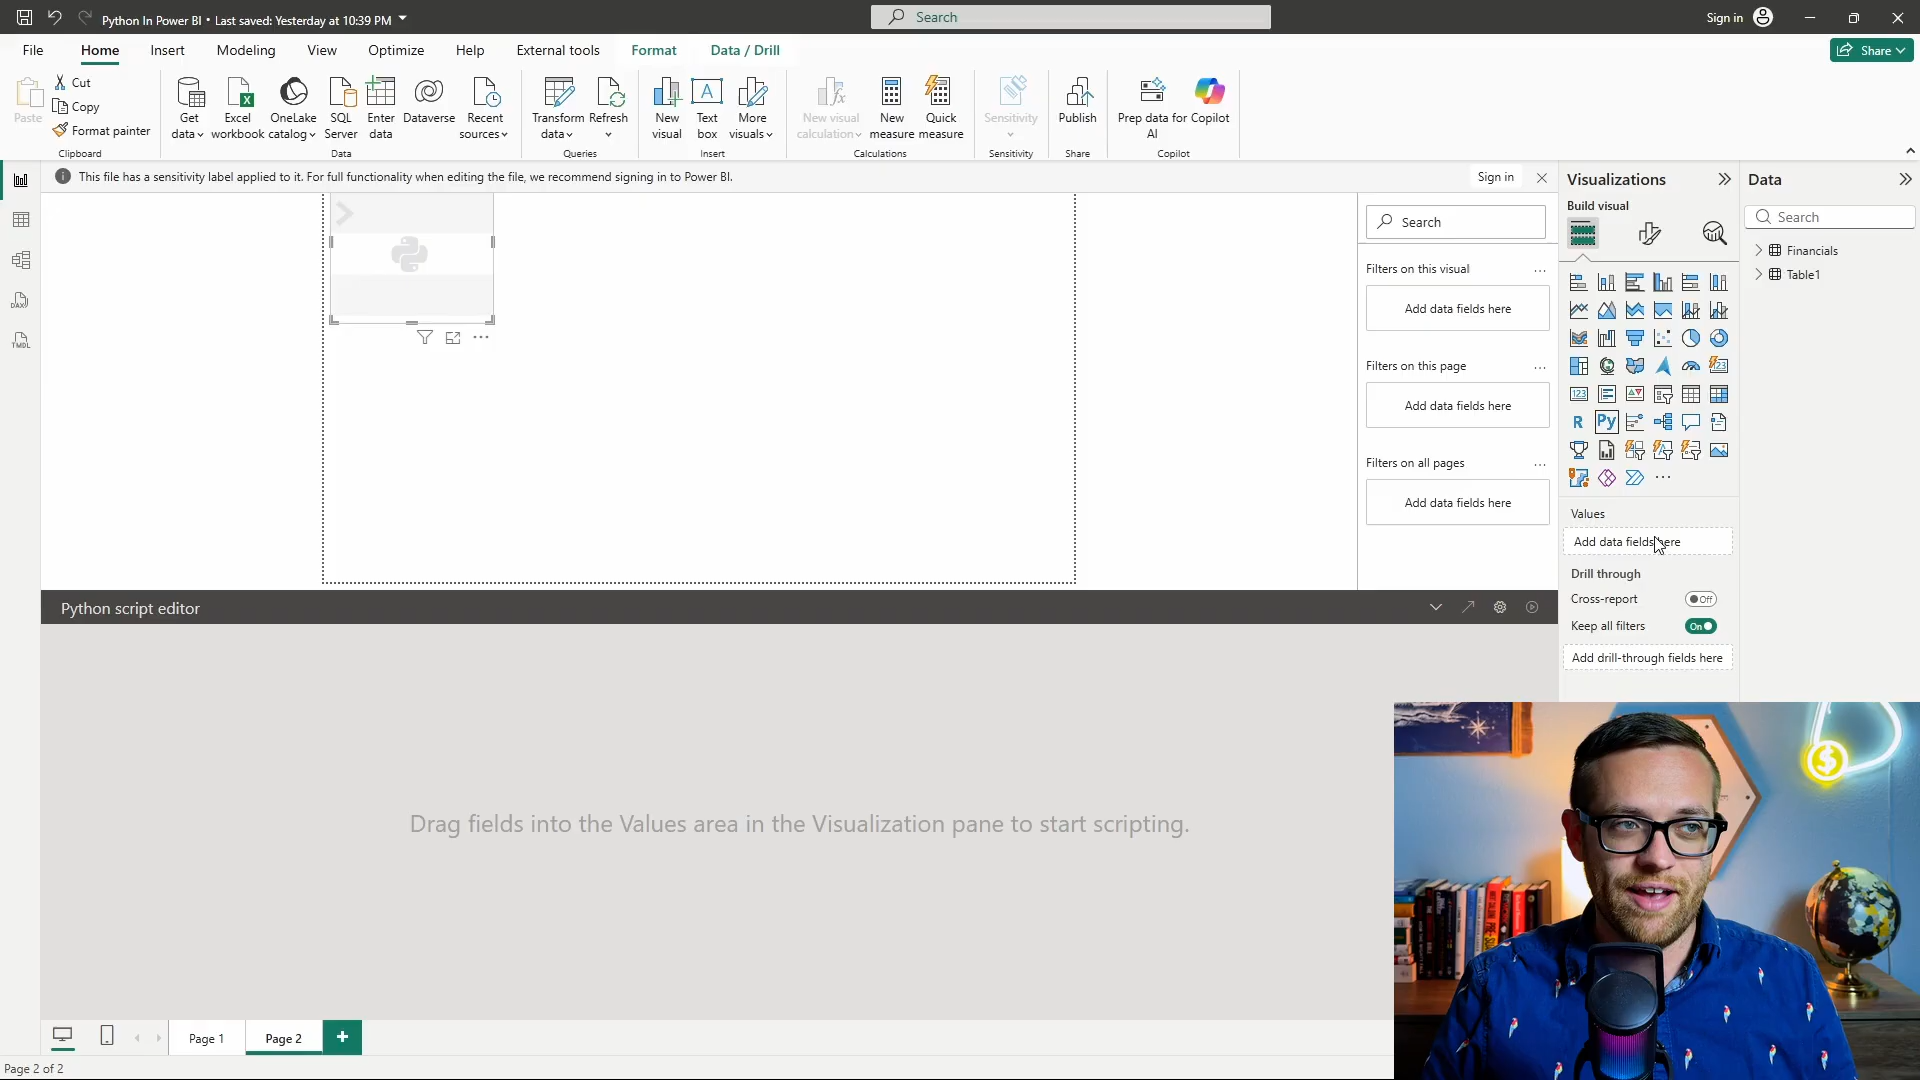 Python In Power BI • Last saved: Yesterday at 10:39 PM
Search
Sign in
File
Home
Insert
Modeling
View
Optimize
Help
External tools
Format
Data / Drill
Share
Paste
Cut
Copy
Format painter
Clipboard
Get data
Excel workbook
OneLake catalog
SQL Server
Enter data
Dataverse
Recent sources
Data
Transform data
Refresh
Queries
New visual
Text box
More visuals
Insert
New visual calculation
New measure
Quick measure
Calculations
Sensitivity
Sensitivity
Publish
Share
Prep data for AI
Copilot
Copilot
This file has a sensitivity label applied to it. For full functionality when editing the file, we recommend signing in to Power BI.
Sign in
DAX
TMDL
Search
Filters on this visual
Add data fields here
Filters on this page
Add data fields here
Filters on all pages
Add data fields here
Visualizations
Build visual
123
123
R
Py
Values
Add data fields here
Drill through
Cross-report
Off
Keep all filters
On
Add drill-through fields here
Data
Search
Financials
Table1
Python script editor
Drag fields into the Values area in the Visualization pane to start scripting.
Page 1
Page 2
Page 2 of 2
$